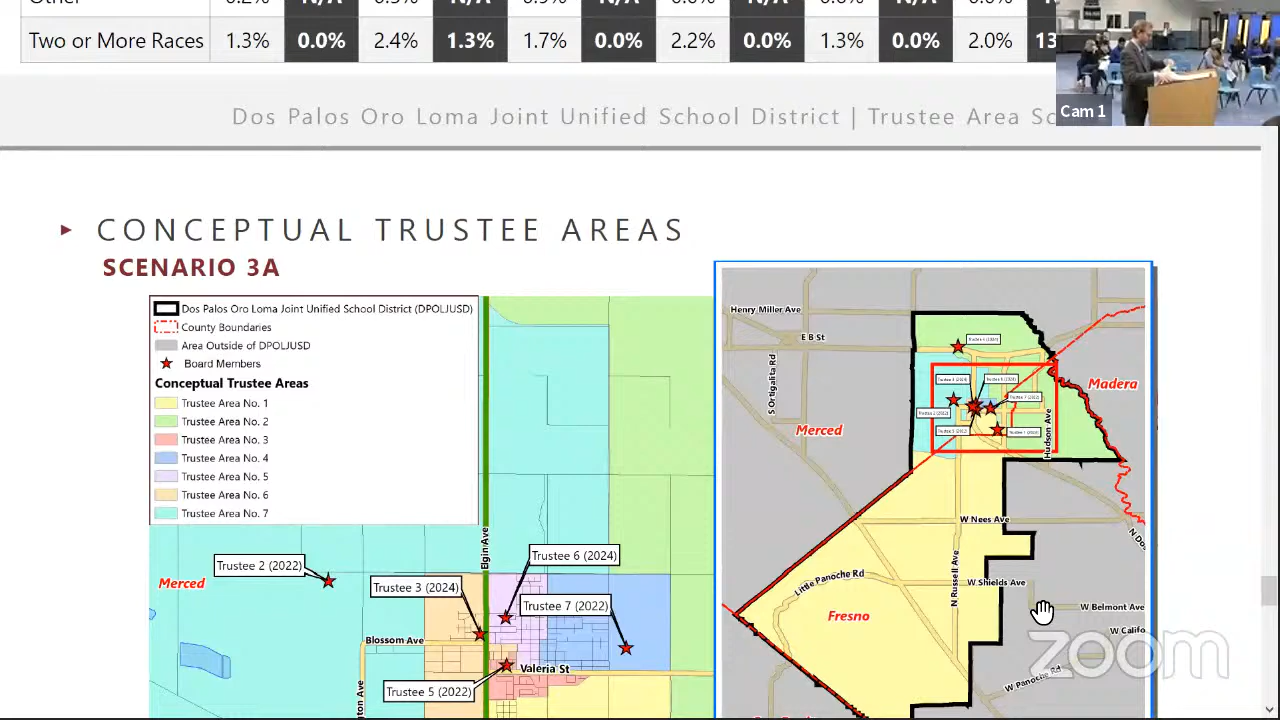 Two or More Races 1.3% 0.0% 2.4% 1.3% 1.7% 0.0% 2.2% 0.0% 1.3% 0.0% 2.0% 13
Cam 1
Dos Palos Oro Loma Joint Unified School District | Trustee Area Sc
CONCEPTUAL TRUSTEE AREAS
SCENARIO 3A
Dos Palos Oro Loma Joint Unified School District (DPOLJUSD)
County Boundaries
Area Outside of DPOLJUSD
Board Members
Conceptual Trustee Areas
Trustee Area No. 1
Trustee Area No. 2
Trustee Area No. 3
Trustee Area No. 4
Trustee Area No. 5
Trustee Area No. 6
Trustee Area No. 7
Elgin Ave
Trustee 2 (2022)
Merced
Trustee 6 (2024)
Trustee 3 (2024)
Trustee 7 (2022)
Blossom Ave
Valeria St
Trustee 5 (2022)
gton Ave
Henry Miller Ave
E B St
S Ortigalita Rd
Merced
Madera
Hudson Ave
W Nees Ave
N Dos
Little Panoche Rd
N Russell Ave
W Shields Ave
W Belmont Ave
Fresno
W Califo
W Panoche Rd
zoom